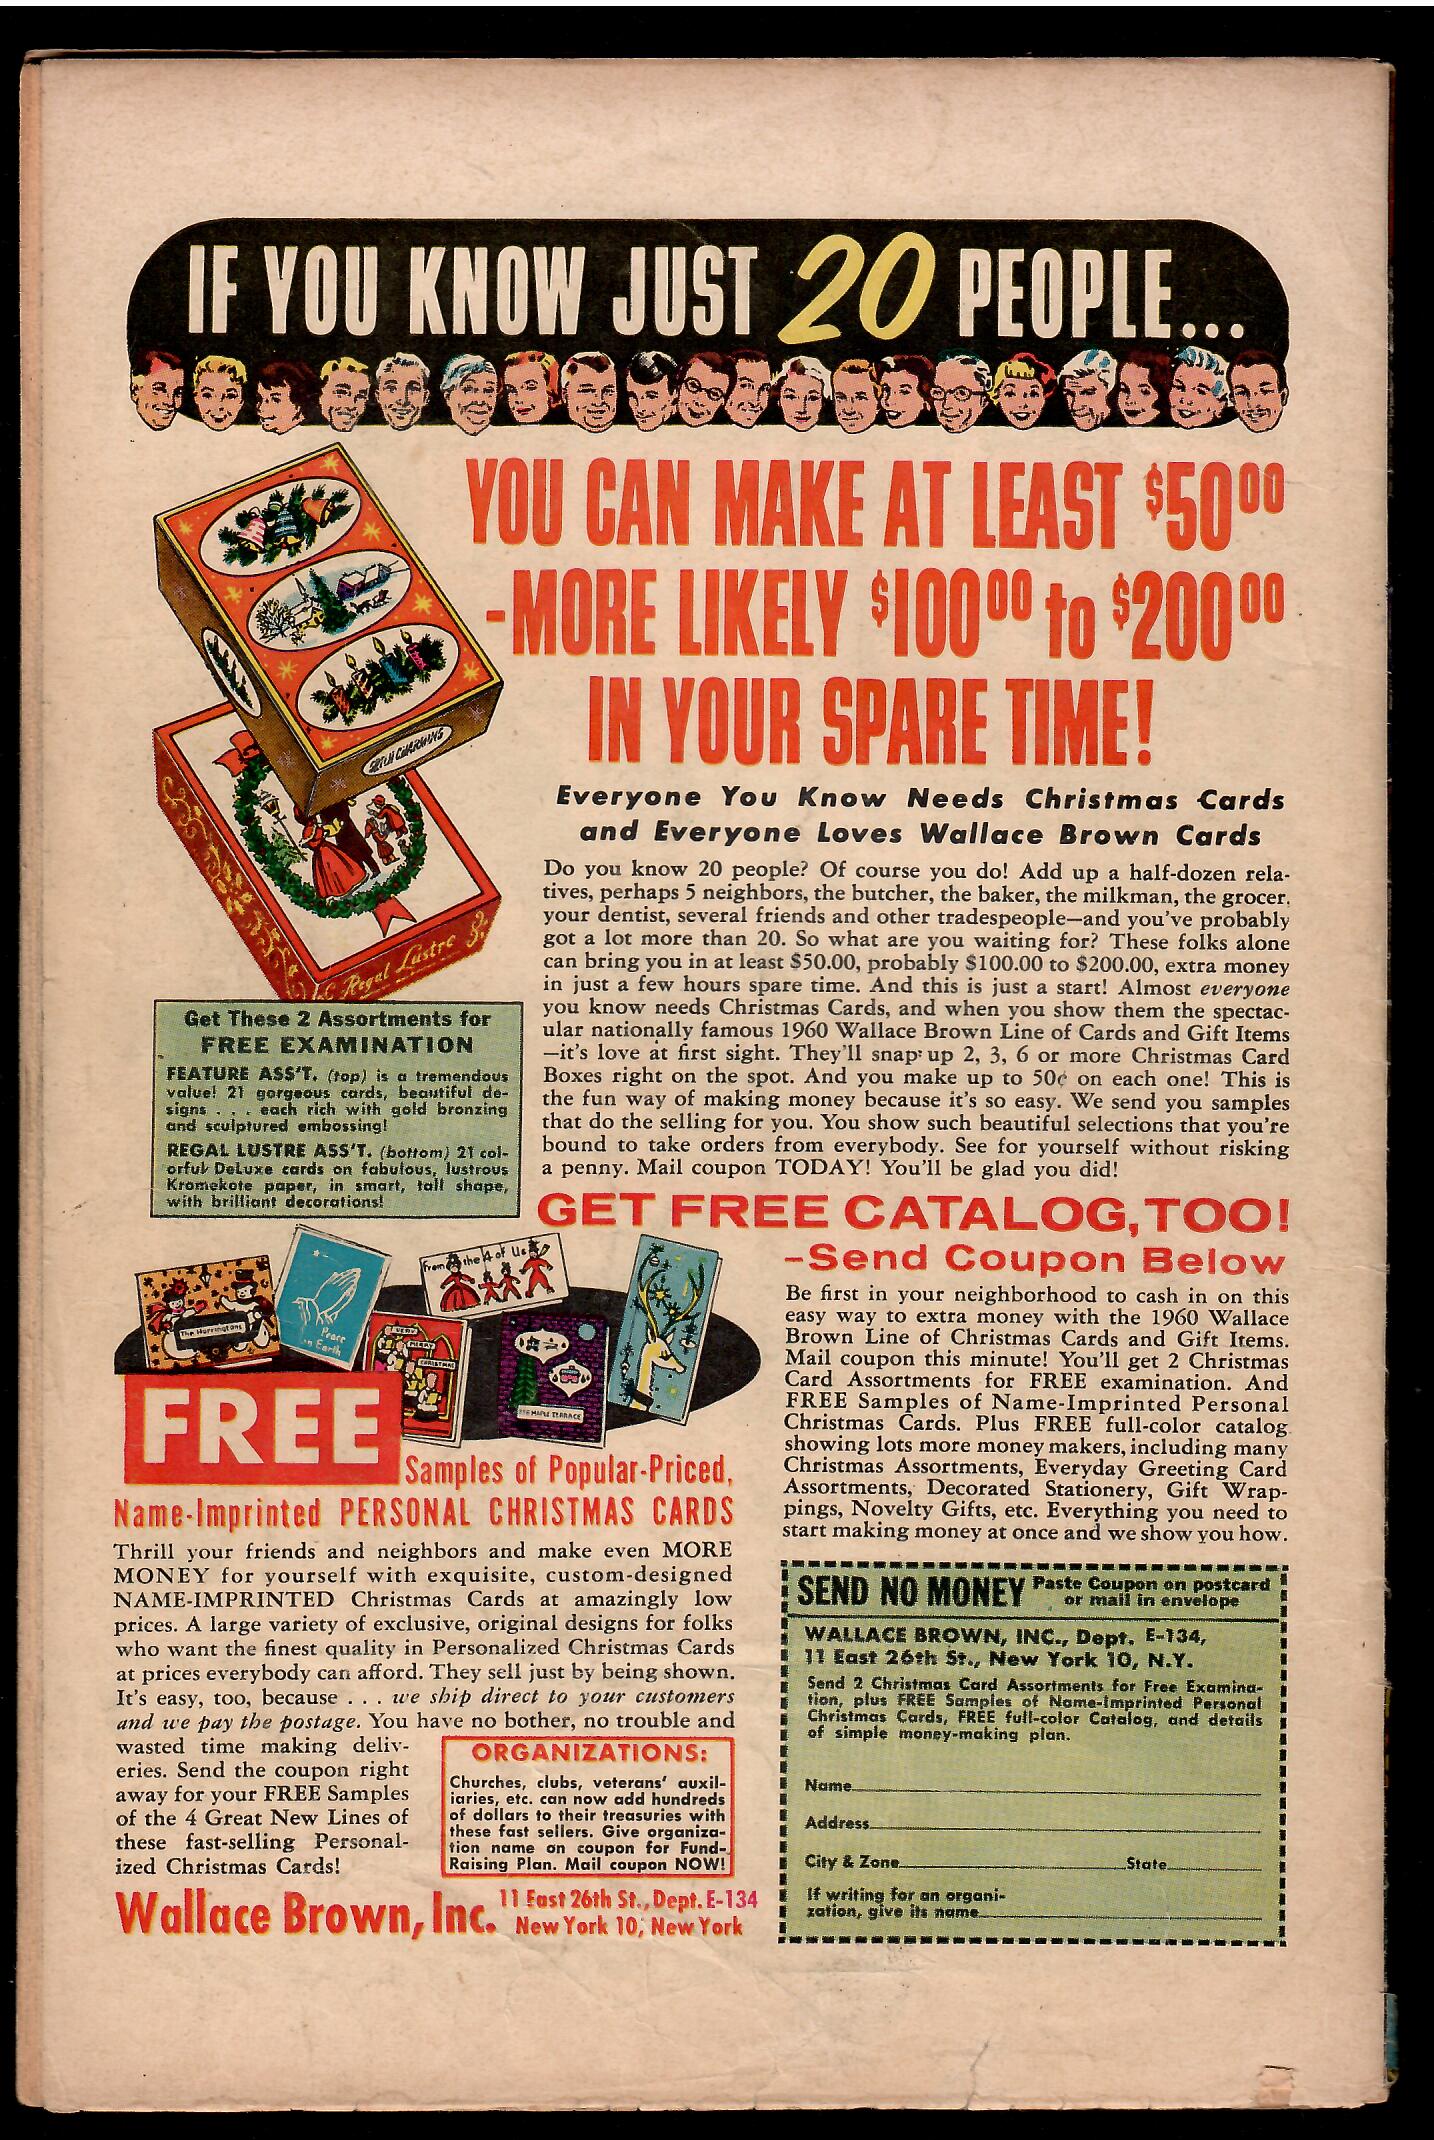 IF YOU KNOW JUST 20 PEOPLE...
YOU CAN MAKE AT LEAST $50 00
-MORE LIKELY $100 00 to $200 00
IN YOUR SPARE TIME!
Everyone You Know Needs Christmas Cards
and Everyone Loves Wallace Brown Cards
Do you know 20 people? Of course you do! Add up a half-dozen rela-
tives, perhaps 5 neighbors, the butcher, the baker, the milkman, the grocer,
your dentist, several friends and other tradespeople—and you've probably
got a lot more than 20. So what are you waiting for? These folks alone
can bring you in at least $50.00, probably $100.00 to $200.00, extra money
in just a few hours spare time. And this is just a start! Almost everyone
you know needs Christmas Cards, and when you show them the spectac-
ular nationally famous 1960 Wallace Brown Line of Cards and Gift Items
—it's love at first sight. They'll snap up 2, 3, 6 or more Christmas Card
Boxes right on the spot. And you make up to 50¢ on each one! This is
the fun way of making money because it's so easy. We send you samples
that do the selling for you. You show such beautiful selections that you're
bound to take orders from everybody. See for yourself without risking
a penny. Mail coupon TODAY! You'll be glad you did!
Regal Lustre
Get These 2 Assortments for
FREE EXAMINATION
FEATURE ASS'T. (top) is a tremendous
value! 21 gorgeous cards, beautiful de-
signs . . . each rich with gold bronzing
and sculptured embossing!
REGAL LUSTRE ASS'T. (bottom) 21 col-
orful DeLuxe cards on fabulous, lustrous
Kromekote paper, in smart, tall shape,
with brilliant decorations!
GET FREE CATALOG, TOO!
-Send Coupon Below
Be first in your neighborhood to cash in on this
easy way to extra money with the 1960 Wallace
Brown Line of Christmas Cards and Gift Items.
Mail coupon this minute! You'll get 2 Christmas
Card Assortments for FREE examination. And
FREE Samples of Name-Imprinted Personal
Christmas Cards. Plus FREE full-color catalog
showing lots more money makers, including many
Christmas Assortments, Everyday Greeting Card
Assortments, Decorated Stationery, Gift Wrap-
pings, Novelty Gifts, etc. Everything you need to
start making money at once and we show you how.
The Harringtons
Peace
on Earth
From the 4 of Us
A VERY
MERRY
CHRISTMAS
MAPLE TERRACE
FREE
Samples of Popular-Priced,
Name-Imprinted PERSONAL CHRISTMAS CARDS
Thrill your friends and neighbors and make even MORE
MONEY for yourself with exquisite, custom-designed
NAME-IMPRINTED Christmas Cards at amazingly low
prices. A large variety of exclusive, original designs for folks
who want the finest quality in Personalized Christmas Cards
at prices everybody can afford. They sell just by being shown.
It's easy, too, because . . . we ship direct to your customers
and we pay the postage. You have no bother, no trouble and
wasted time making deliv-
eries. Send the coupon right
away for your FREE Samples
of the 4 Great New Lines of
these fast-selling Personal-
ized Christmas Cards!
ORGANIZATIONS:
Churches, clubs, veterans' auxil-
iaries, etc. can now add hundreds
of dollars to their treasuries with
these fast sellers. Give organiza-
tion name on coupon for Fund-
Raising Plan. Mail coupon NOW!
Wallace Brown, Inc. 11 East 26th St., Dept. E-134
New York 10, New York
SEND NO MONEY Paste Coupon on postcard
or mail in envelope
WALLACE BROWN, INC., Dept. E-134,
11 East 26th St., New York 10, N.Y.
Send 2 Christmas Card Assortments for Free Examina-
tion, plus FREE Samples of Name-Imprinted Personal
Christmas Cards, FREE full-color Catalog, and details
of simple money-making plan.
Name
Address
City & Zone State
If writing for an organi-
zation, give its name